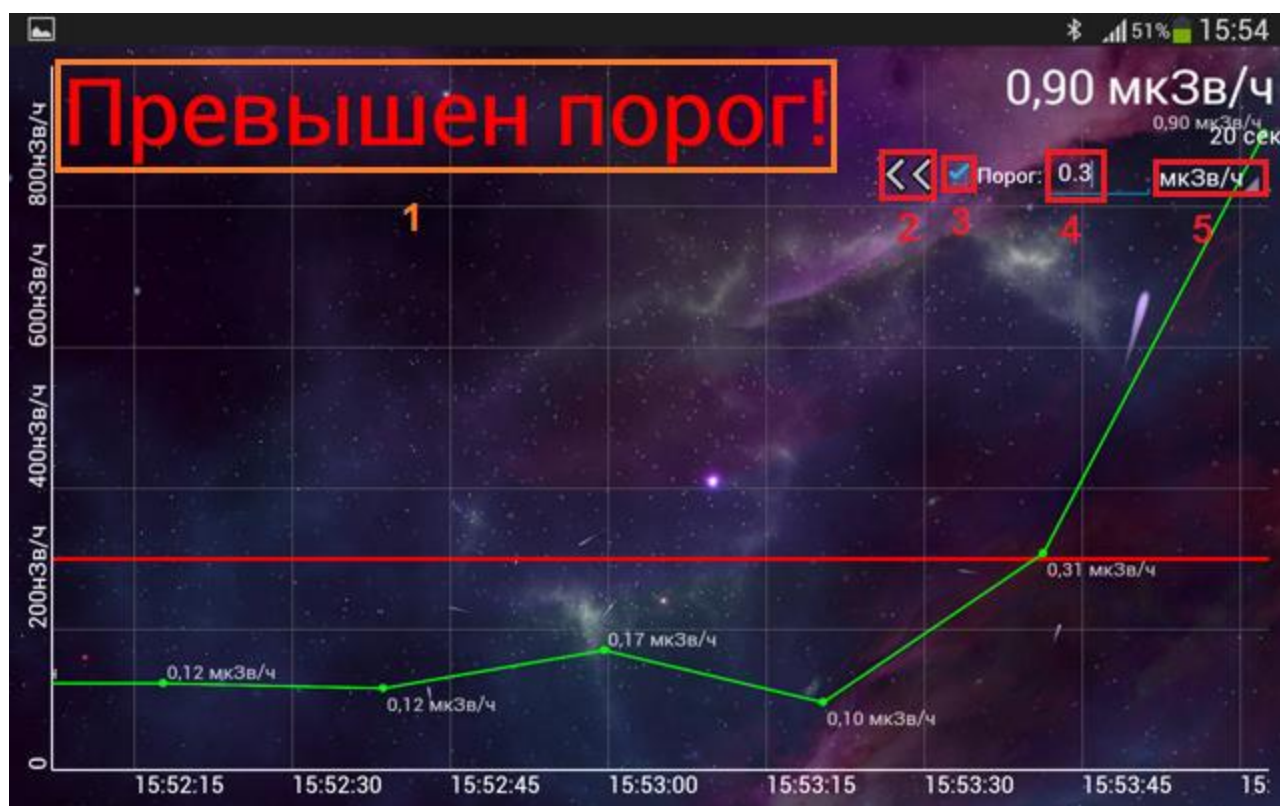 51% 15:54
Превышен порог!
0,90 мкЗв/ч
0,90 мкЗв/ч
20 сек
<< Порог: 0.3 мкЗв/ч
1
2 3 4 5
800нЗв/ч
600нЗв/ч
400нЗв/ч
200нЗв/ч
0
0,12 мкЗв/ч
0,12 мкЗв/ч
0,17 мкЗв/ч
0,10 мкЗв/ч
0,31 мкЗв/ч
15:52:15 15:52:30 15:52:45 15:53:00 15:53:15 15:53:30 15:53:45 15: